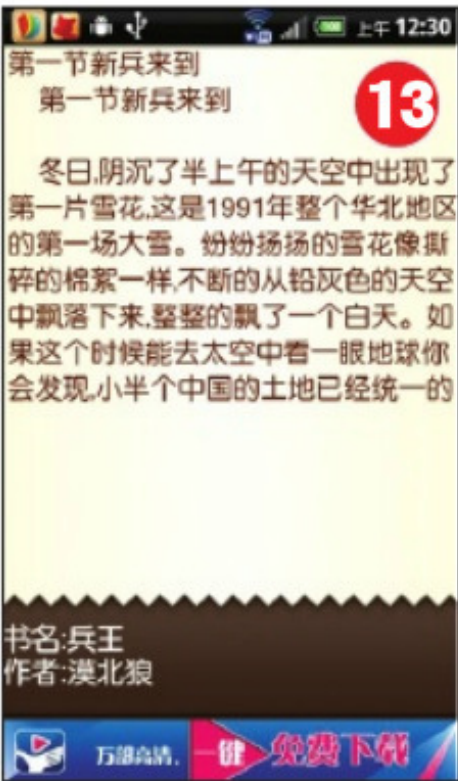 上午 12:30
第一节新兵来到
第一节新兵来到
13
冬日,阴沉了半上午的天空中出现了
第一片雪花,这是1991年整个华北地区
的第一场大雪。纷纷扬扬的雪花像撕
碎的棉絮一样,不断的从铅灰色的天空
中飘落下来,整整的飘了一个白天。如
果这个时候能去太空中看一眼地球你
会发现,小半个中国的土地已经统一的
书名:兵王
作者:漠北狼
万部高清,一键免费下载